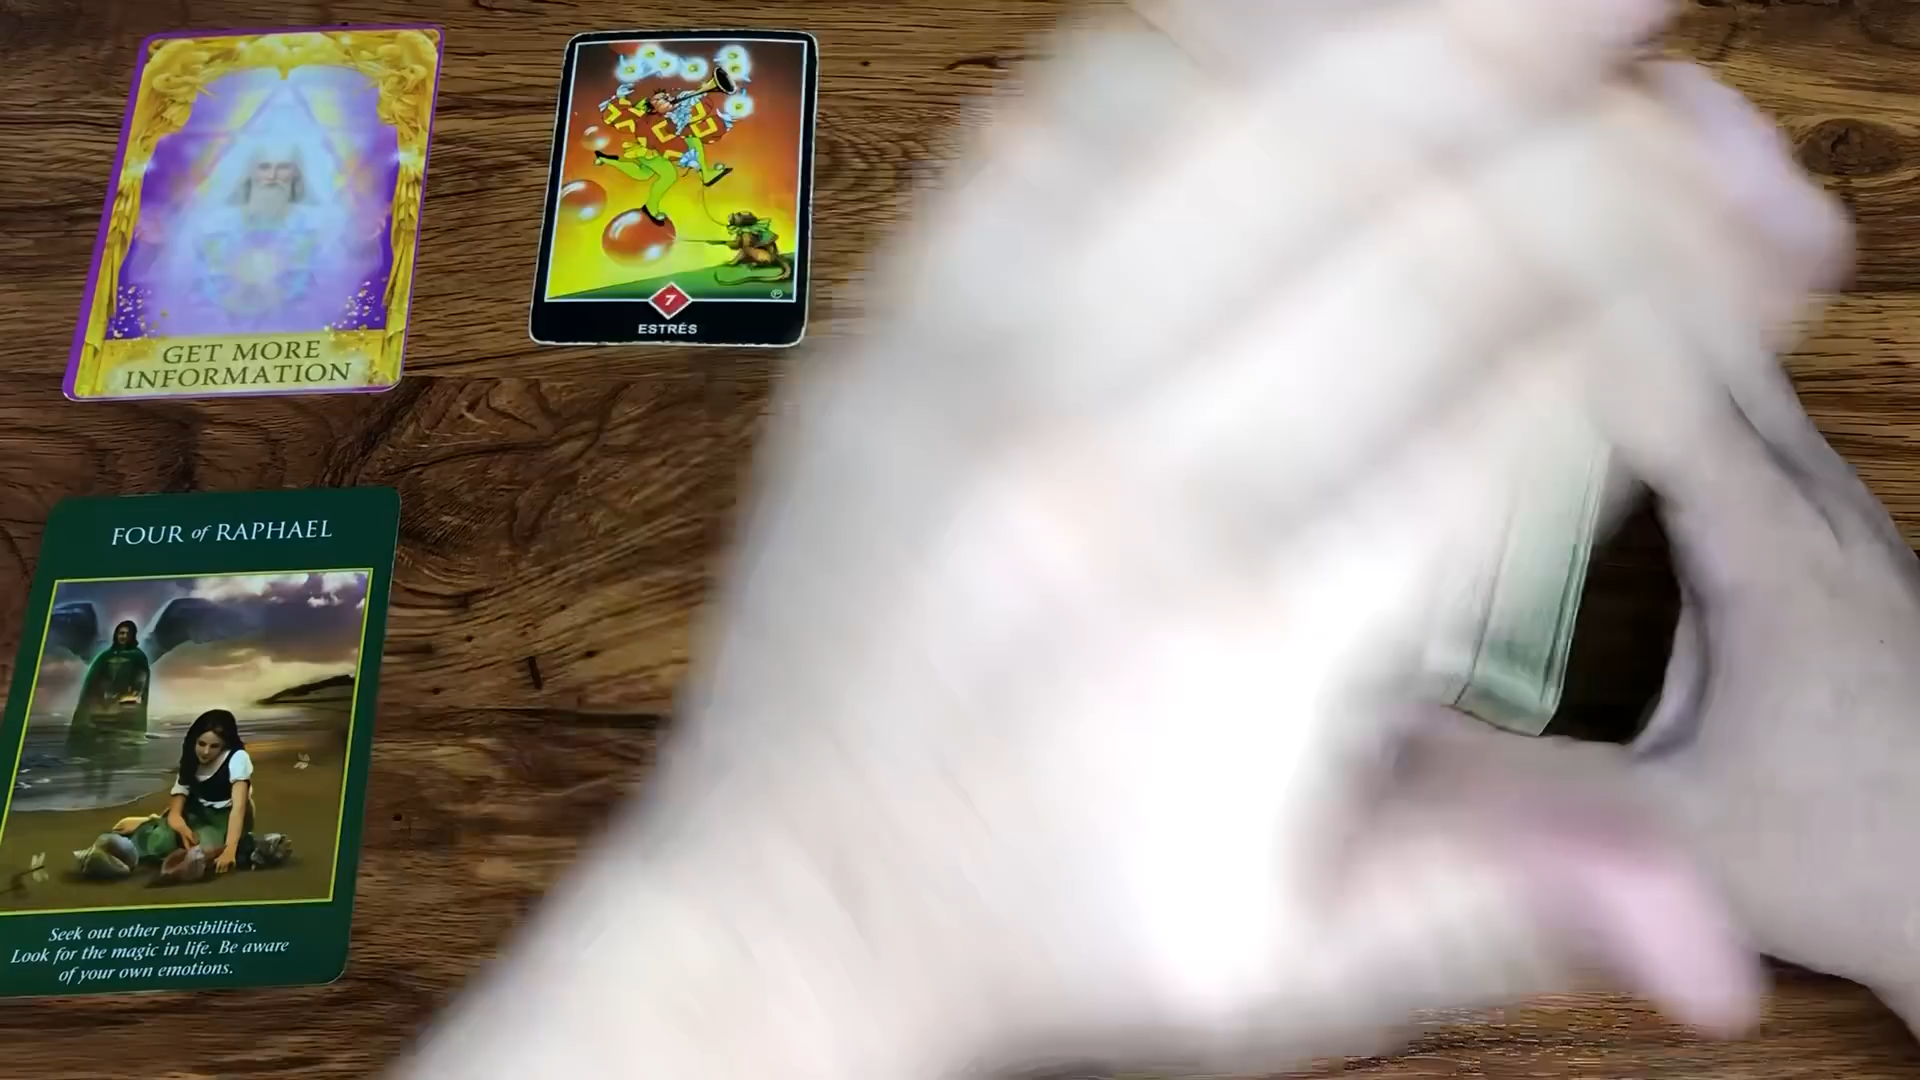 GET MORE
INFORMATION
7
ESTRÉS
FOUR of RAPHAEL
Seek out other possibilities.
Look for the magic in life. Be aware
of your own emotions.